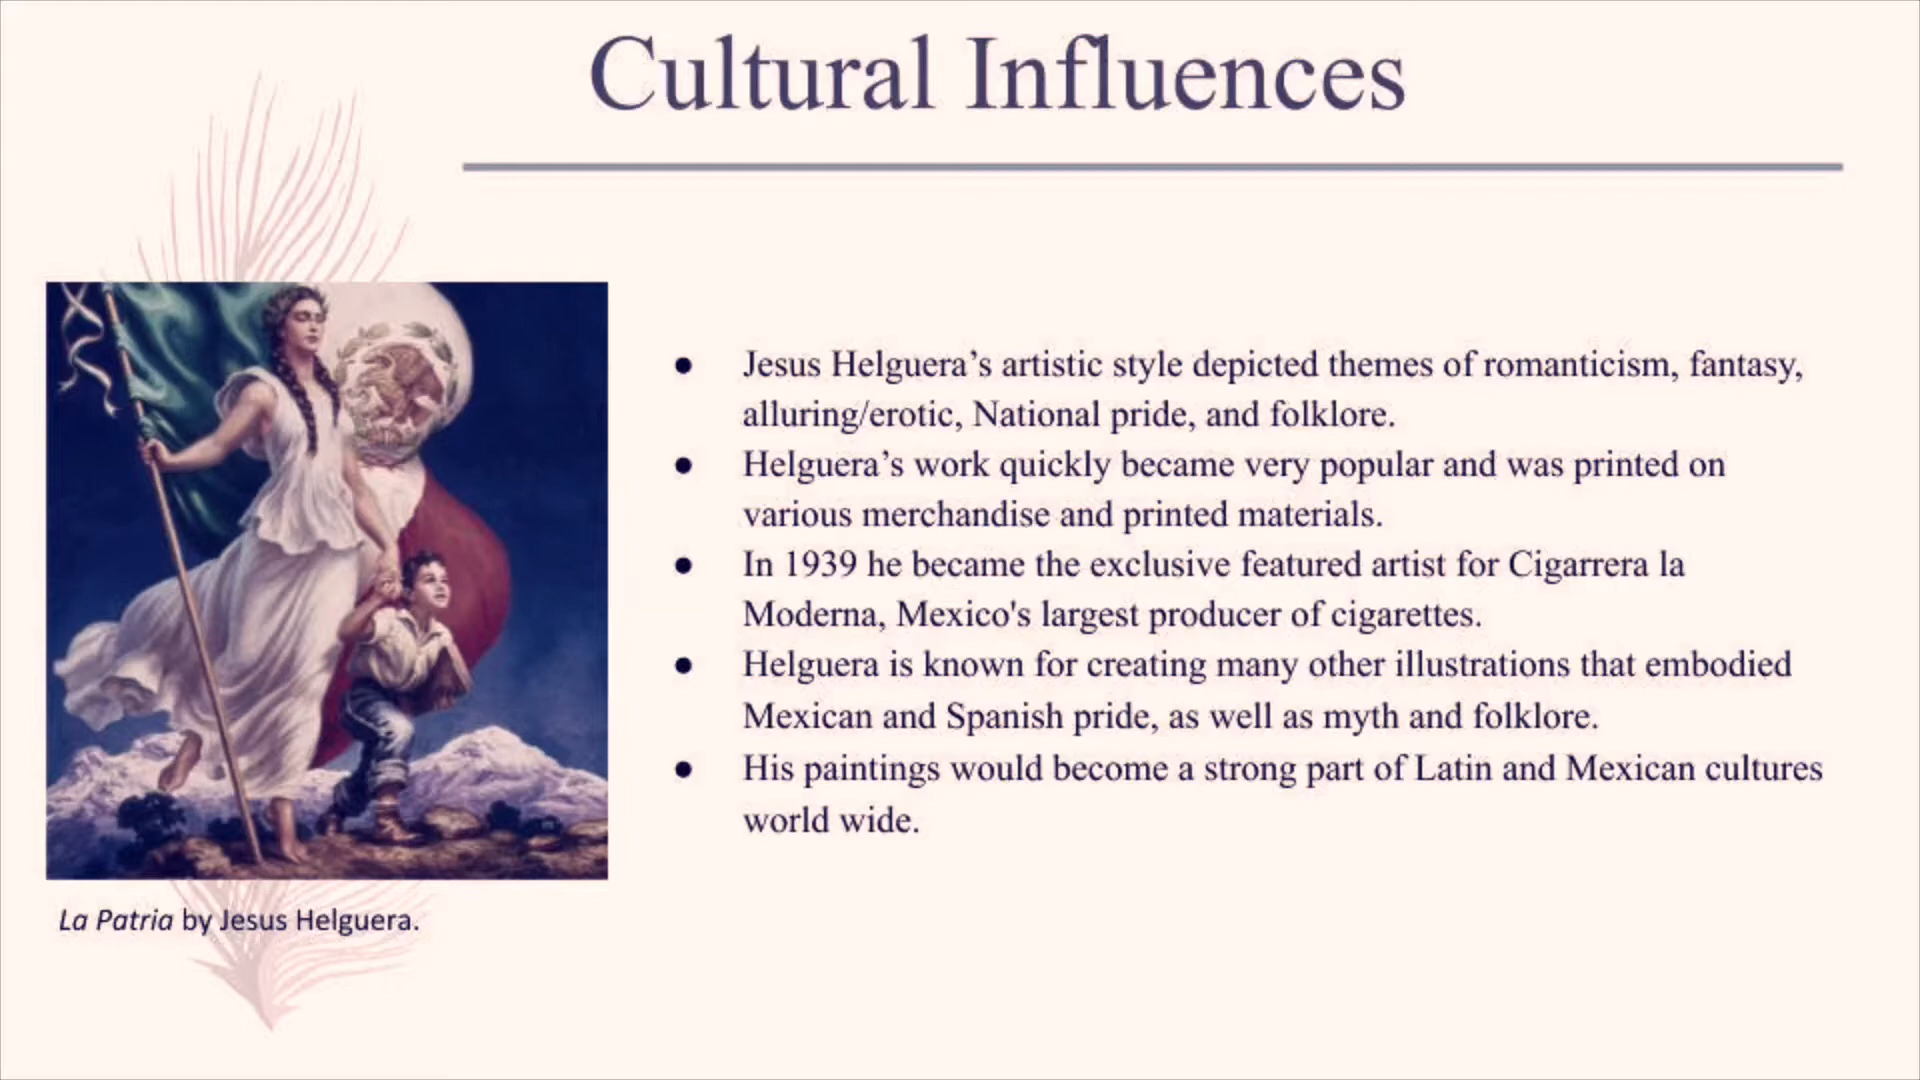 Cultural Influences
● Jesus Helguera’s artistic style depicted themes of romanticism, fantasy,
alluring/erotic, National pride, and folklore.
● Helguera’s work quickly became very popular and was printed on
various merchandise and printed materials.
● In 1939 he became the exclusive featured artist for Cigarrera la
Moderna, Mexico's largest producer of cigarettes.
● Helguera is known for creating many other illustrations that embodied
Mexican and Spanish pride, as well as myth and folklore.
● His paintings would become a strong part of Latin and Mexican cultures
world wide.
La Patria by Jesus Helguera.